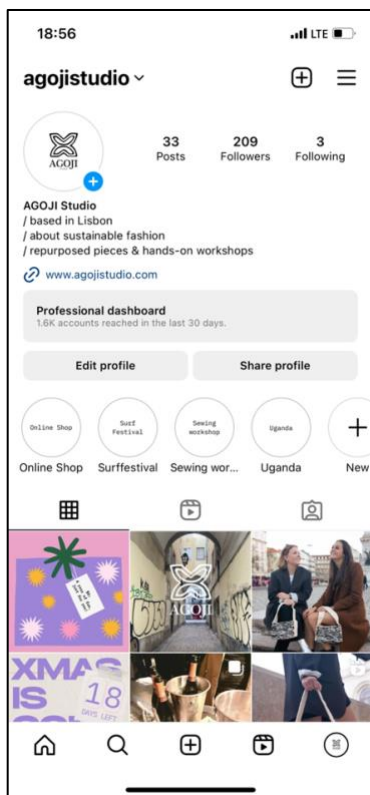 18:56
LTE
agojistudio
AGOJI
33
Posts
209
Followers
3
Following
AGOJI Studio
/ based in Lisbon
/ about sustainable fashion
/ repurposed pieces & hands-on workshops
www.agojistudio.com
Professional dashboard
1.6K accounts reached in the last 30 days.
Edit profile
Share profile
Online Shop
Surf
Festival
Sewing
workshop
Uganda
Online Shop
Surffestival
Sewing wor...
Uganda
New
AGOJI
XMAS
IS
18
DAYS LEFT